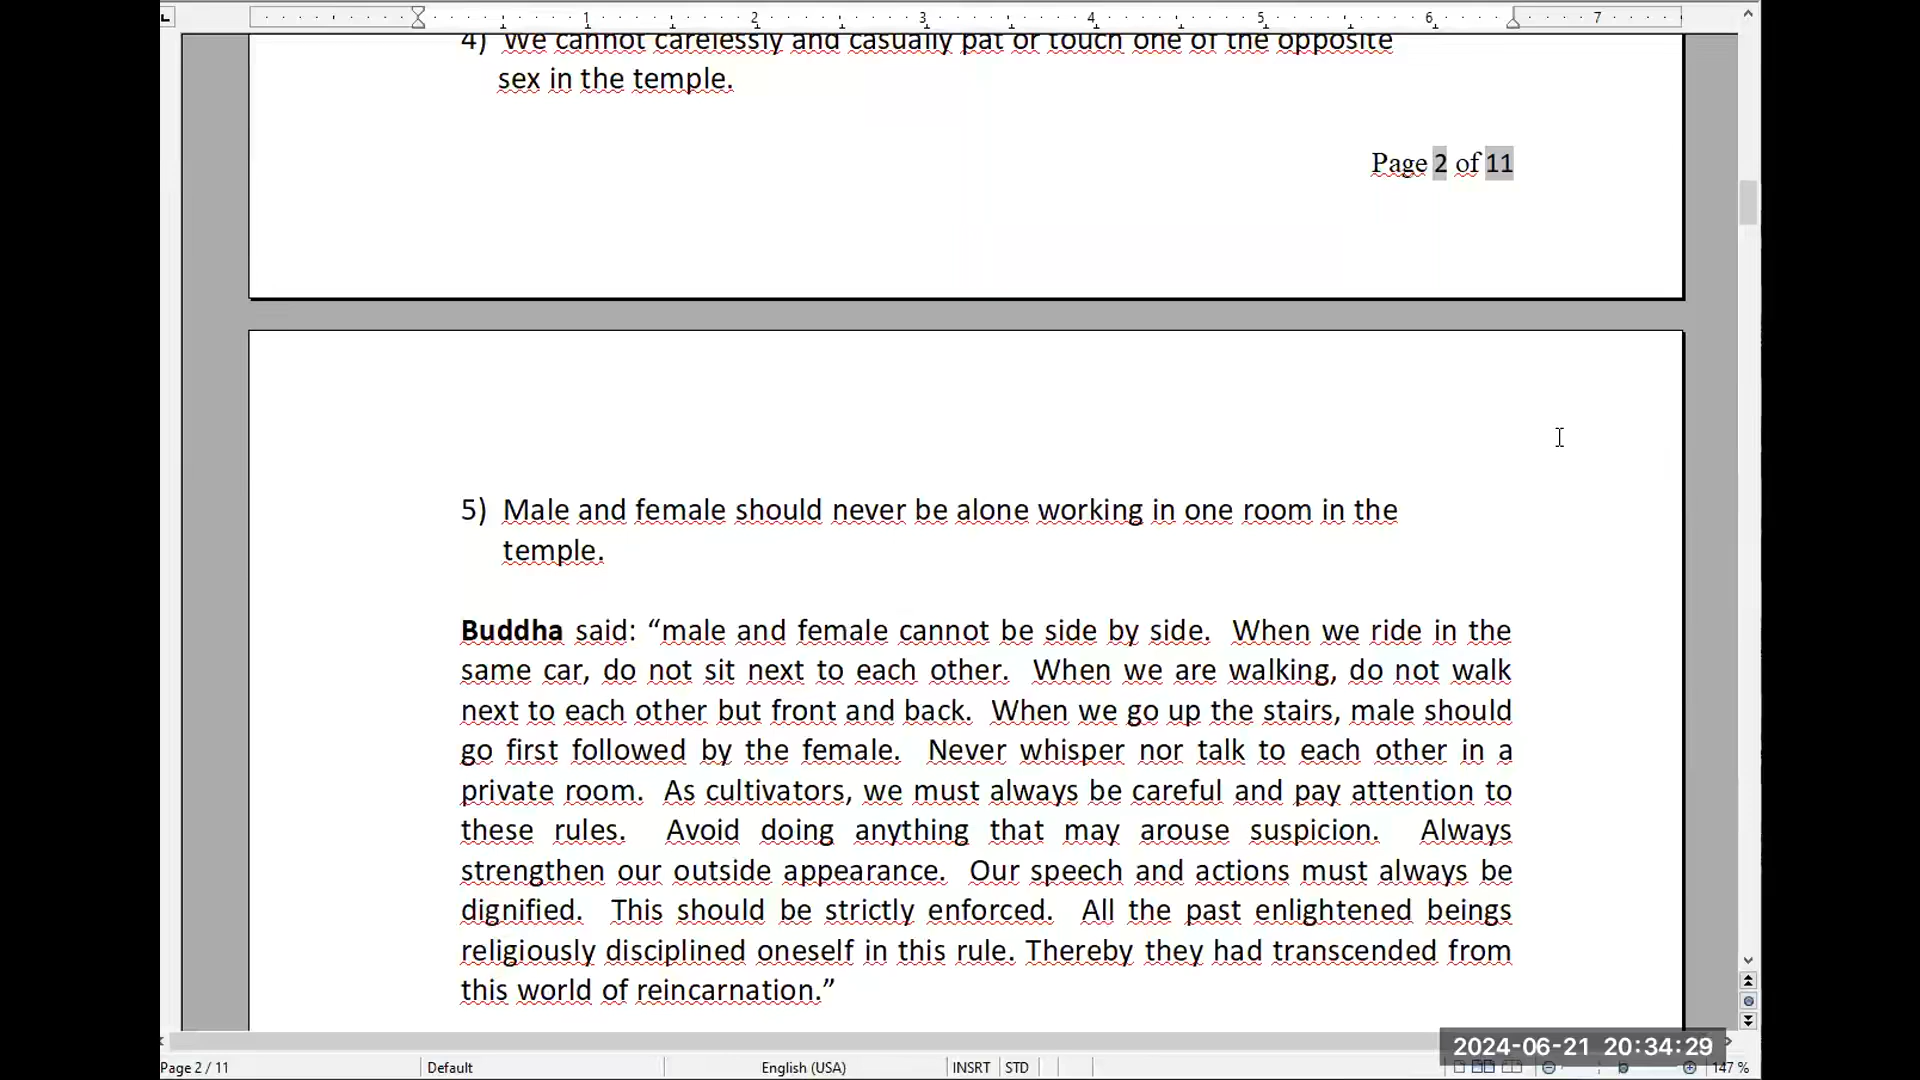 1 2 3 4 5 6 7
4) We cannot carelessly and casually pat or touch one of the opposite
sex in the temple.
Page 2 of 11
5) Male and female should never be alone working in one room in the
temple.
Buddha said: “male and female cannot be side by side. When we ride in the
same car, do not sit next to each other. When we are walking, do not walk
next to each other but front and back. When we go up the stairs, male should
go first followed by the female. Never whisper nor talk to each other in a
private room. As cultivators, we must always be careful and pay attention to
these rules. Avoid doing anything that may arouse suspicion. Always
strengthen our outside appearance. Our speech and actions must always be
dignified. This should be strictly enforced. All the past enlightened beings
religiously disciplined oneself in this rule. Thereby they had transcended from
this world of reincarnation.”
2024-06-21 20:34:29
Page 2 / 11 Default English (USA) INSRT STD 147 %